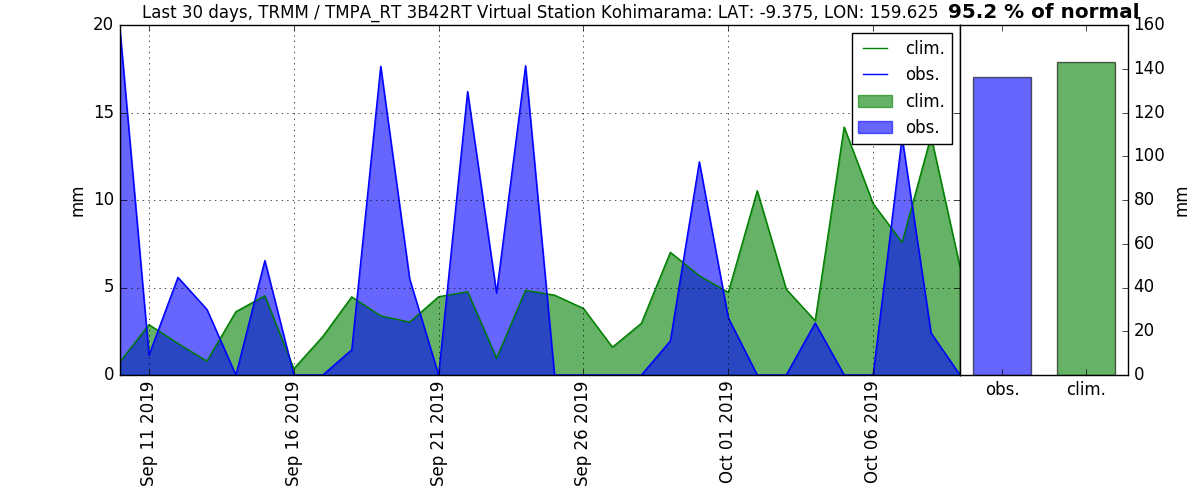 Last 30 days, TRMM / TMPA_RT 3B42RT Virtual Station Kohimarama: LAT: -9.375, LON: 159.625
95.2 % of normal
20
15
10
5
0
mm
clim.
obs.
clim.
obs.
160
140
120
100
80
60
40
20
0
mm
obs.
clim.
Sep 11 2019
Sep 16 2019
Sep 21 2019
Sep 26 2019
Oct 01 2019
Oct 06 2019